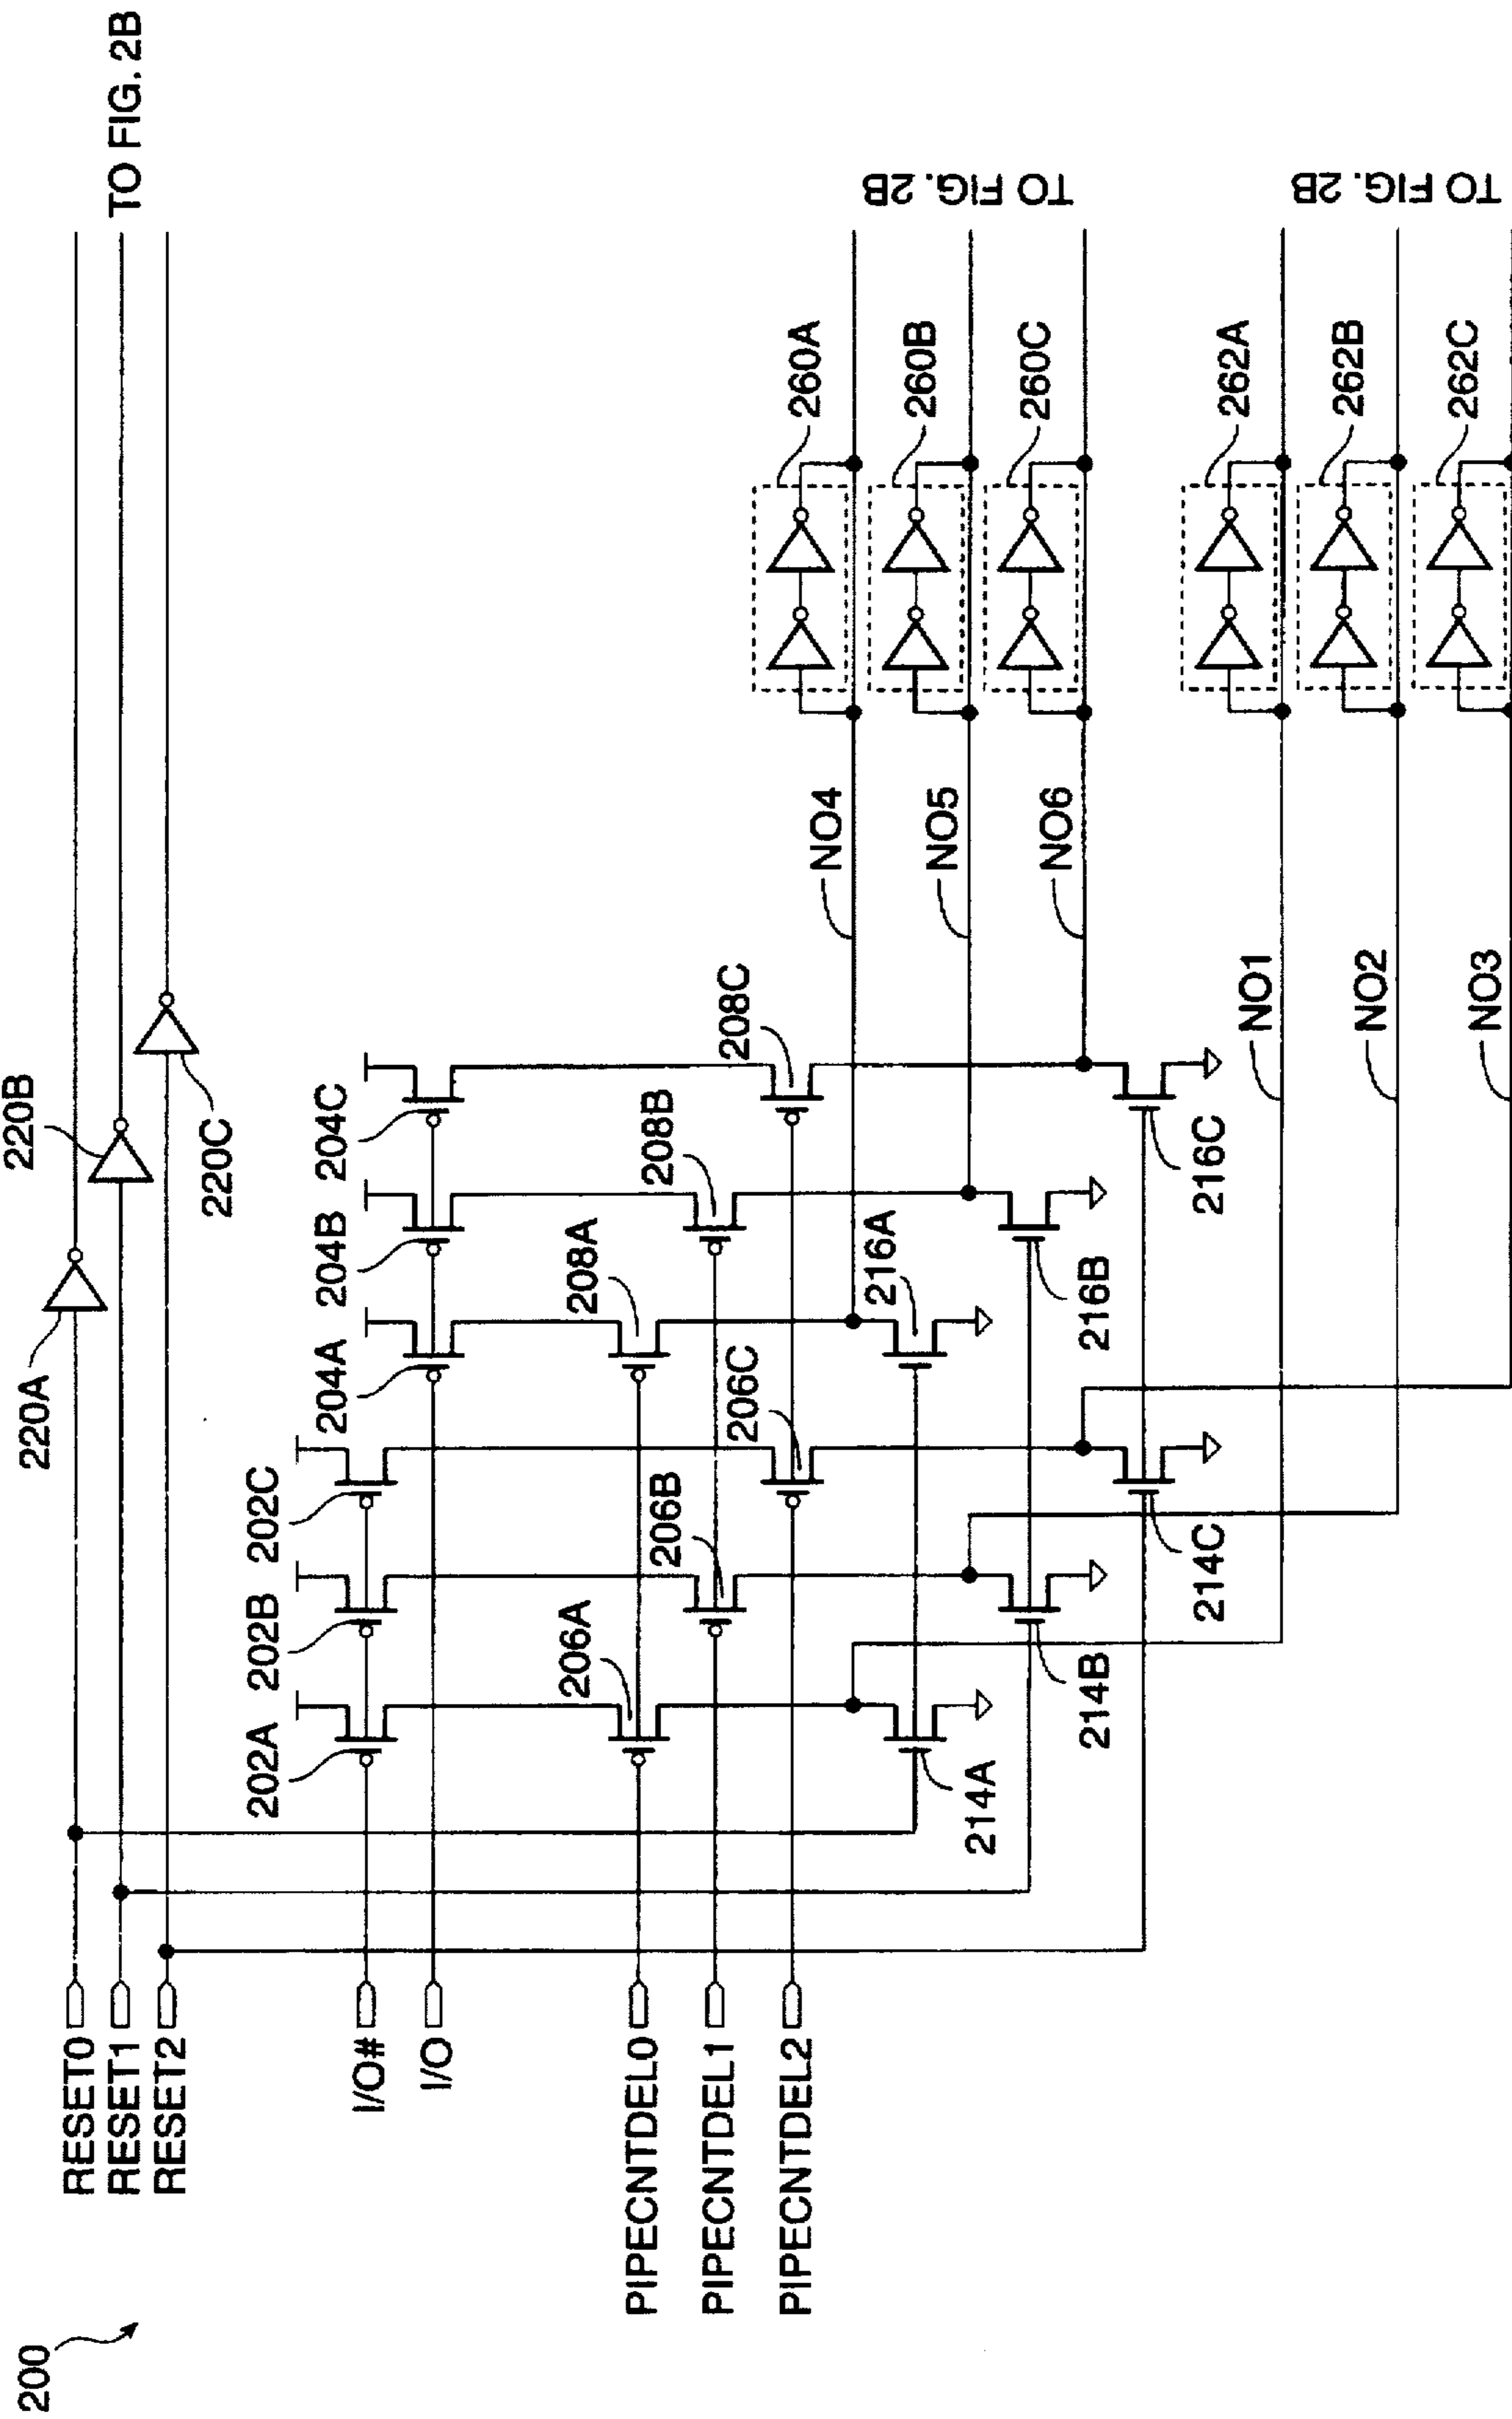 200
RESET0
RESET1
RESET2
I/O#
I/O
PIPECNTDEL0
PIPECNTDEL1
PIPECNTDEL2
220A
220B
220C
TO FIG. 2B
202A
202B
202C
204A
204B
204C
206A
206B
206C
208A
208B
208C
214A
214B
214C
216A
216B
216C
NO4
NO5
NO6
NO1
NO2
NO3
260A
260B
260C
262A
262B
262C
TO FIG. 2B
TO FIG. 2B